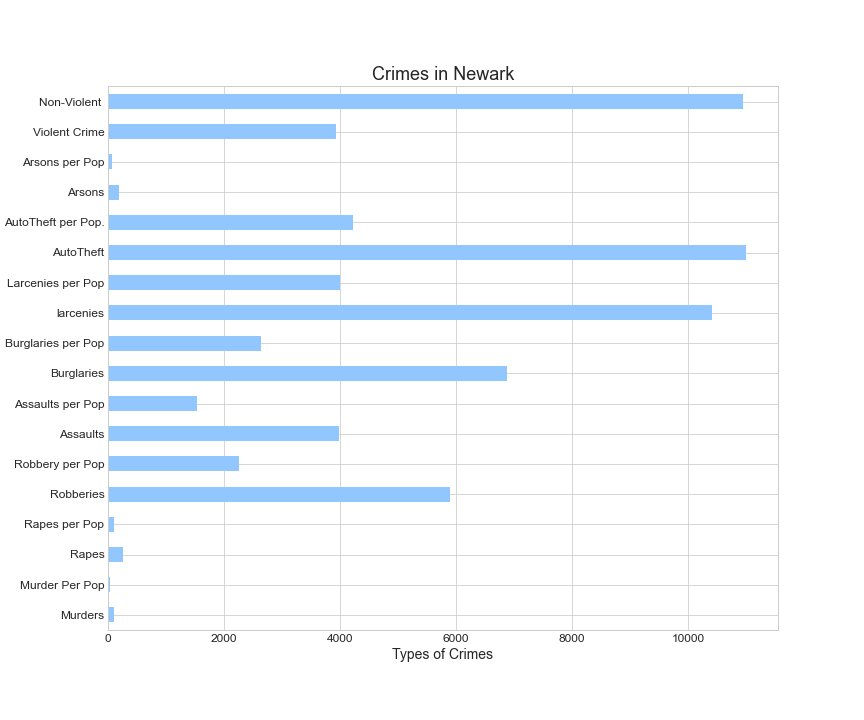 Crimes in Newark
Non-Violent
Violent Crime
Arsons per Pop
Arsons
AutoTheft per Pop.
AutoTheft
Larcenies per Pop
larcenies
Burglaries per Pop
Burglaries
Assaults per Pop
Assaults
Robbery per Pop
Robberies
Rapes per Pop
Rapes
Murder Per Pop
Murders
0 2000 4000 6000 8000 10000
Types of Crimes